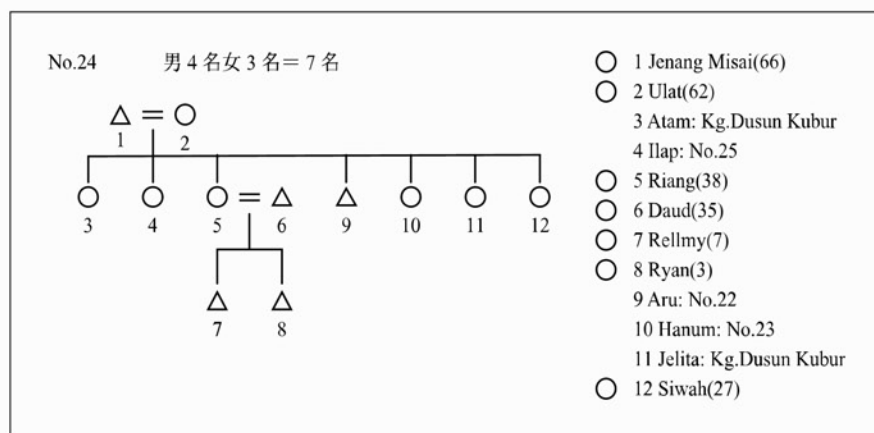 No.24 男4名女3名＝7名
1 2
3 4 5 6 9 10 11 12
7 8
1 Jenang Misai(66)
2 Ulat(62)
3 Atam: Kg.Dusun Kubur
4 Ilap: No.25
5 Riang(38)
6 Daud(35)
7 Rellmy(7)
8 Ryan(3)
9 Aru: No.22
10 Hanum: No.23
11 Jelita: Kg.Dusun Kubur
12 Siwah(27)